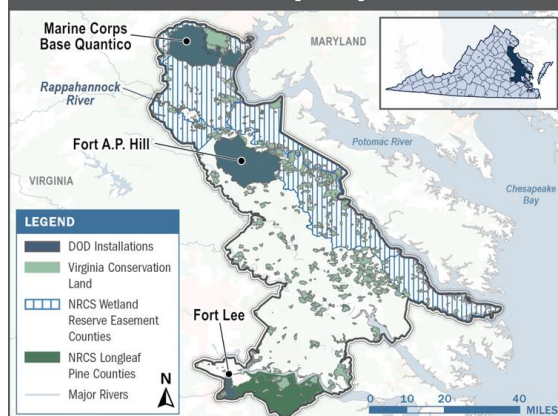 Marine Corps
Base Quantico
MARYLAND
Rappahannock
River
Fort A.P. Hill
Potomac River
VIRGINIA
Chesapeake
Bay
LEGEND
DOD Installations
Virginia Conservation
Land
NRCS Wetland
Reserve Easement
Counties
NRCS Longleaf
Pine Counties
Major Rivers
N
Fort Lee
0 10 20 40
MILES